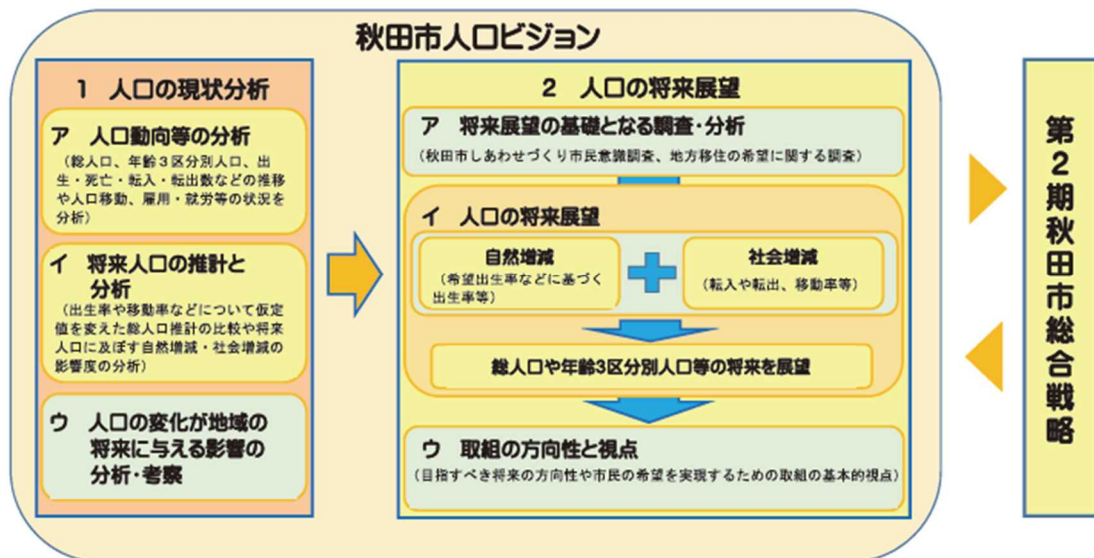 秋田市人口ビジョン
1 人口の現状分析
ア 人口動向等の分析
（総人口、年齢3区分別人口、出
生・死亡・転入・転出数などの推移
や人口移動、雇用・就労等の状況を
分析）
イ 将来人口の推計と
分析
（出生率や移動率などについて仮定
値を変えた総人口推計の比較や将来
人口に及ぼす自然増減・社会増減の
影響度の分析）
ウ 人口の変化が地域の
将来に与える影響の
分析・考察
2 人口の将来展望
ア 将来展望の基礎となる調査・分析
（秋田市しあわせづくり市民意識調査、地方移住の希望に関する調査）
イ 人口の将来展望
自然増減
（希望出生率などに基づく
出生率等）
社会増減
（転入や転出、移動率等）
総人口や年齢3区分別人口等の将来を展望
ウ 取組の方向性と視点
（目指すべき将来の方向性や市民の希望を実現するための取組の基本的視点）
第2期秋田市総合戦略